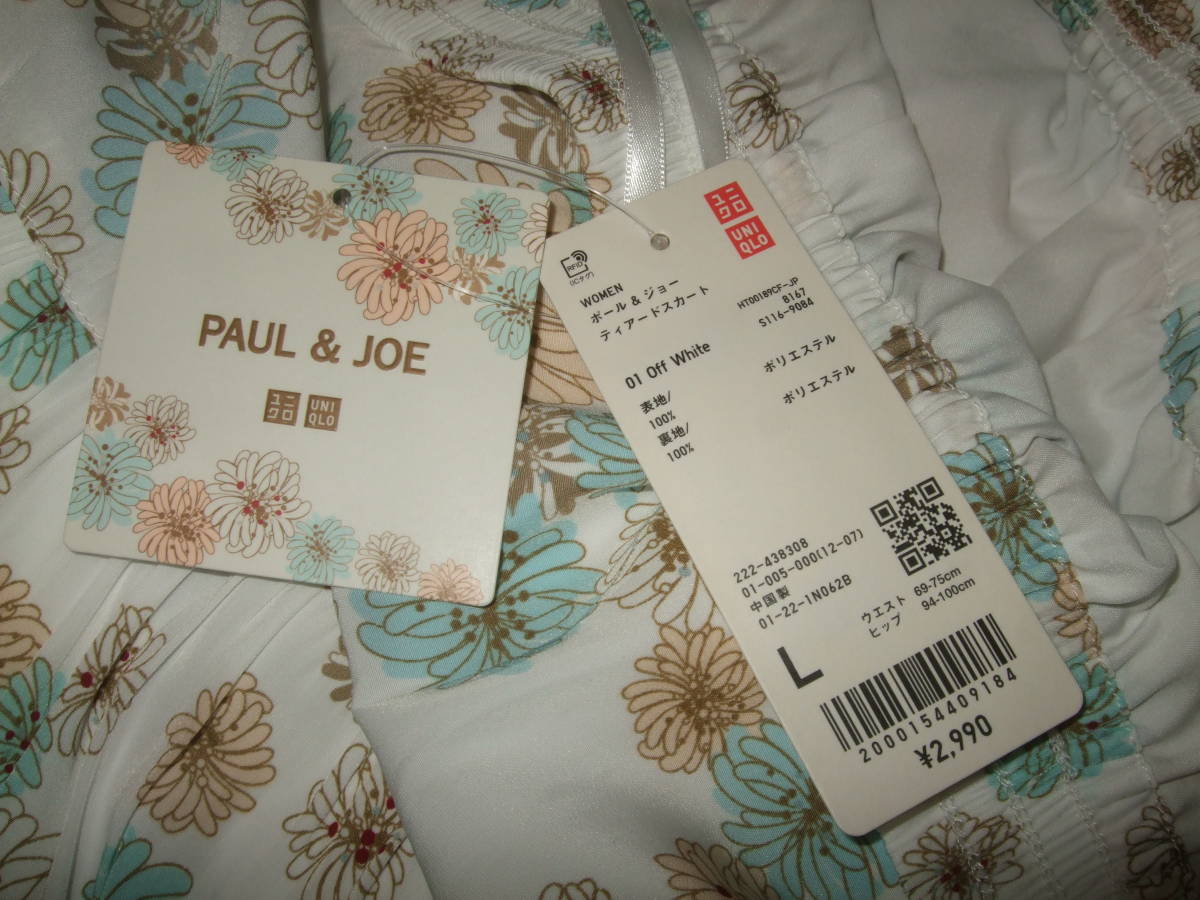 PAUL & JOE
ユニ
クロ
UNI
QLO
ユニ
クロ
UNI
QLO
RFID
(ICタグ)
WOMEN
ポール & ジョー
ティアードスカート
HT00189CF-JP
8167
S116-9084
01 Off White
表地/
100%
ポリエステル
裏地/
100%
ポリエステル
222-438308
01-005-000(12-07)
中国製
01-22-1N062B
ウエスト 69-75cm
ヒップ 94-100cm
L
2000154409184
¥2,990